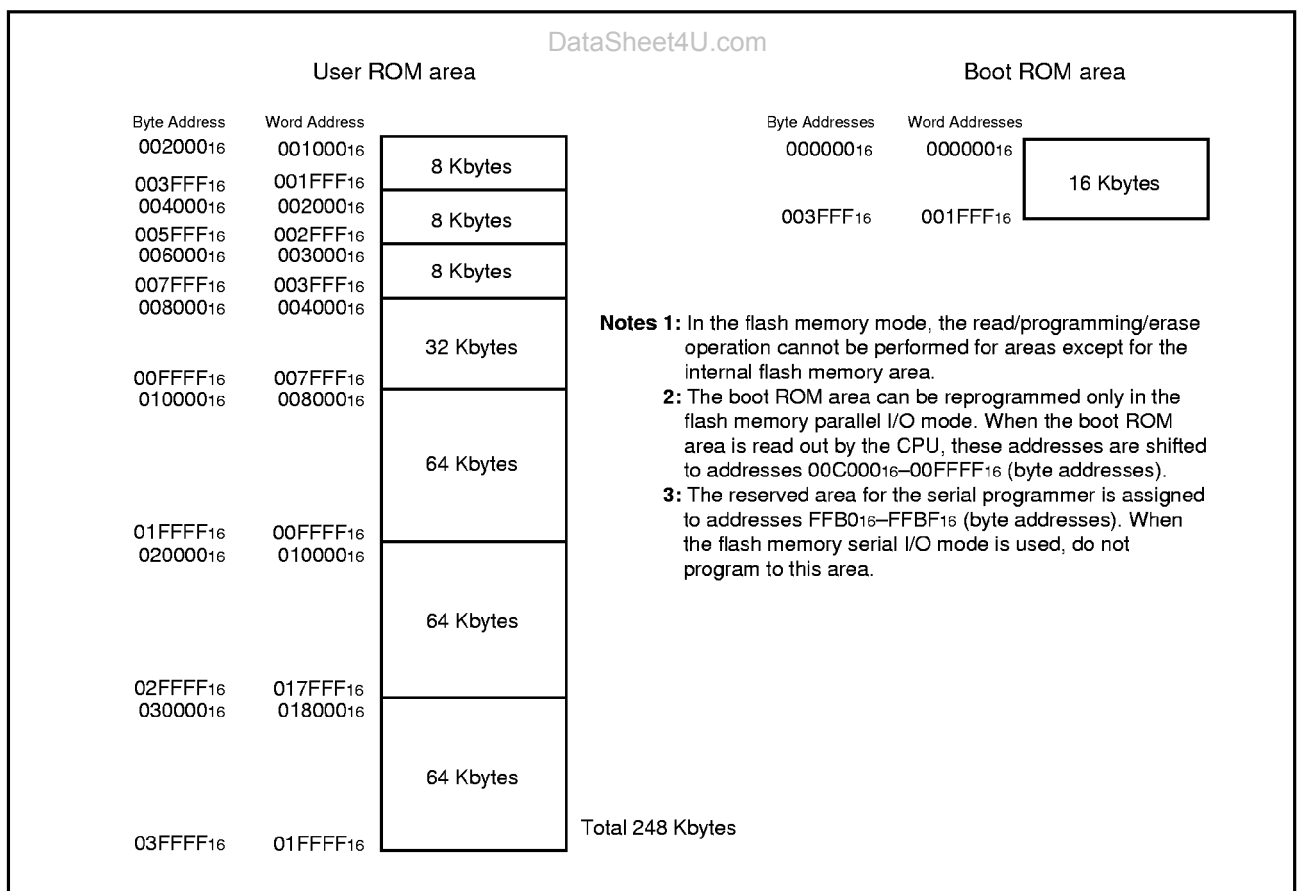 DataSheet4U.com
User ROM area
Byte Address Word Address
002000₁₆ 001000₁₆
8 Kbytes
003FFF₁₆ 001FFF₁₆
004000₁₆ 002000₁₆
8 Kbytes
005FFF₁₆ 002FFF₁₆
006000₁₆ 003000₁₆
8 Kbytes
007FFF₁₆ 003FFF₁₆
008000₁₆ 004000₁₆
32 Kbytes
00FFFF₁₆ 007FFF₁₆
010000₁₆ 008000₁₆
64 Kbytes
01FFFF₁₆ 00FFFF₁₆
020000₁₆ 010000₁₆
64 Kbytes
02FFFF₁₆ 017FFF₁₆
030000₁₆ 018000₁₆
64 Kbytes
03FFFF₁₆ 01FFFF₁₆
Total 248 Kbytes
Boot ROM area
Byte Addresses Word Addresses
000000₁₆ 000000₁₆
16 Kbytes
003FFF₁₆ 001FFF₁₆
Notes 1: In the flash memory mode, the read/programming/erase
operation cannot be performed for areas except for the
internal flash memory area.
2: The boot ROM area can be reprogrammed only in the
flash memory parallel I/O mode. When the boot ROM
area is read out by the CPU, these addresses are shifted
to addresses 00C000₁₆–00FFFF₁₆ (byte addresses).
3: The reserved area for the serial programmer is assigned
to addresses FFB0₁₆–FFBF₁₆ (byte addresses). When
the flash memory serial I/O mode is used, do not
program to this area.